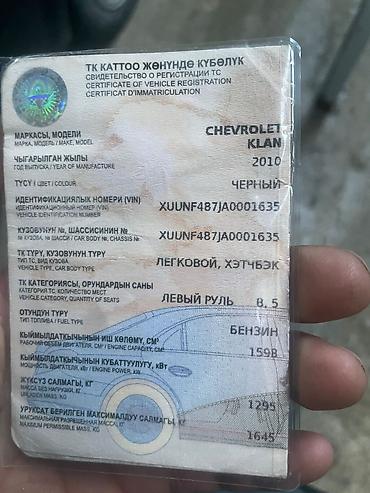 ТК КАТТОО ЖӨНҮНДӨ КҮБӨЛҮК
СВИДЕТЕЛЬСТВО О РЕГИСТРАЦИИ ТС
CERTIFICATE OF VEHICLE REGISTRATION
CERTIFICAT D'IMMATRICULATION
МАРКАСЫ, МОДЕЛИ CHEVROLET
МАРКА, МОДЕЛЬ / MAKE, MODEL KLAN
ЧЫГАРЫЛГАН ЖЫЛЫ 2010
ГОД ВЫПУСКА / YEAR OF MANUFACTURE
ТҮСҮ / ЦВЕТ / COLOUR ЧЕРНЫЙ
ИДЕНТИФИКАЦИЯЛЫК НОМЕРИ (VIN) XUUNF487JA0001635
ИДЕНТИФИКАЦИОННЫЙ НОМЕР (VIN)
VEHICLE IDENTIFICATION NUMBER
КУЗОВУНУН №, ШАССИСИНИН № XUUNF487JA0001635
№ КУЗОВА, № ШАССИ / CAR BODY №, CHASSIS №
ТК ТҮРҮ, КУЗОВУНУН ТҮРҮ ЛЕГКОВОЙ, ХЭТЧБЭК
ТИП ТС, ВИД КУЗОВА
VEHICLE TYPE, CAR BODY TYPE
ТК КАТЕГОРИЯСЫ, ОРУНДАРДЫН САНЫ
КАТЕГОРИЯ ТС, КОЛИЧЕСТВО МЕСТ ЛЕВЫЙ РУЛЬ B, 5
VEHICLE CATEGORY, QUANTITY OF SEATS
ОТУНДУН ТҮРҮ
ТИП ТОПЛИВА / FUEL TYPE БЕНЗИН
КЫЙМЫЛДАТКЫЧЫНЫН ИШ КӨЛӨМҮ, СМ³ 1598
РАБОЧИЙ ОБЪЕМ ДВИГАТЕЛЯ, СМ³ / ENGINE CAPACITY, CM³
КЫЙМЫЛДАТКЫЧЫНЫН КУБАТТУУЛУГУ, кВт
МОЩНОСТЬ ДВИГАТЕЛЯ, кВт / ENGINE POWER, kW
ЖҮКСҮЗ САЛМАГЫ, КГ 1295
МАССА БЕЗ НАГРУЗКИ, КГ
UNLADEN MASS, KG
УРУКСАТ БЕРИЛГЕН МАКСИМАЛДУУ САЛМАГЫ, КГ
МАКСИМАЛЬНАЯ РАЗРЕШЕННАЯ МАССА, КГ 1645
MAXIMUM PERMISSIBLE MASS, KG